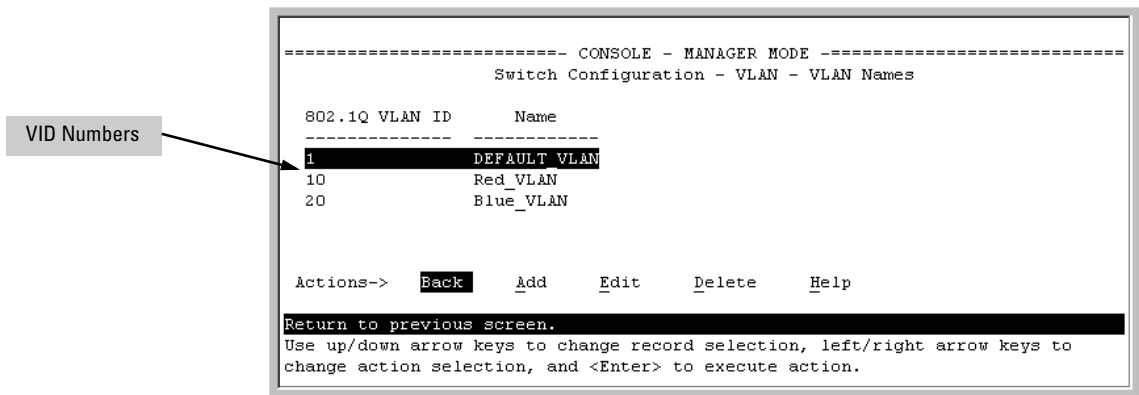 ===========================- CONSOLE - MANAGER MODE -============================
Switch Configuration - VLAN - VLAN Names
802.1Q VLAN ID Name
-------------- ------------
VID Numbers
1 DEFAULT_VLAN
10 Red_VLAN
20 Blue_VLAN
Actions-> Back Add Edit Delete Help
Return to previous screen.
Use up/down arrow keys to change record selection, left/right arrow keys to
change action selection, and <Enter> to execute action.